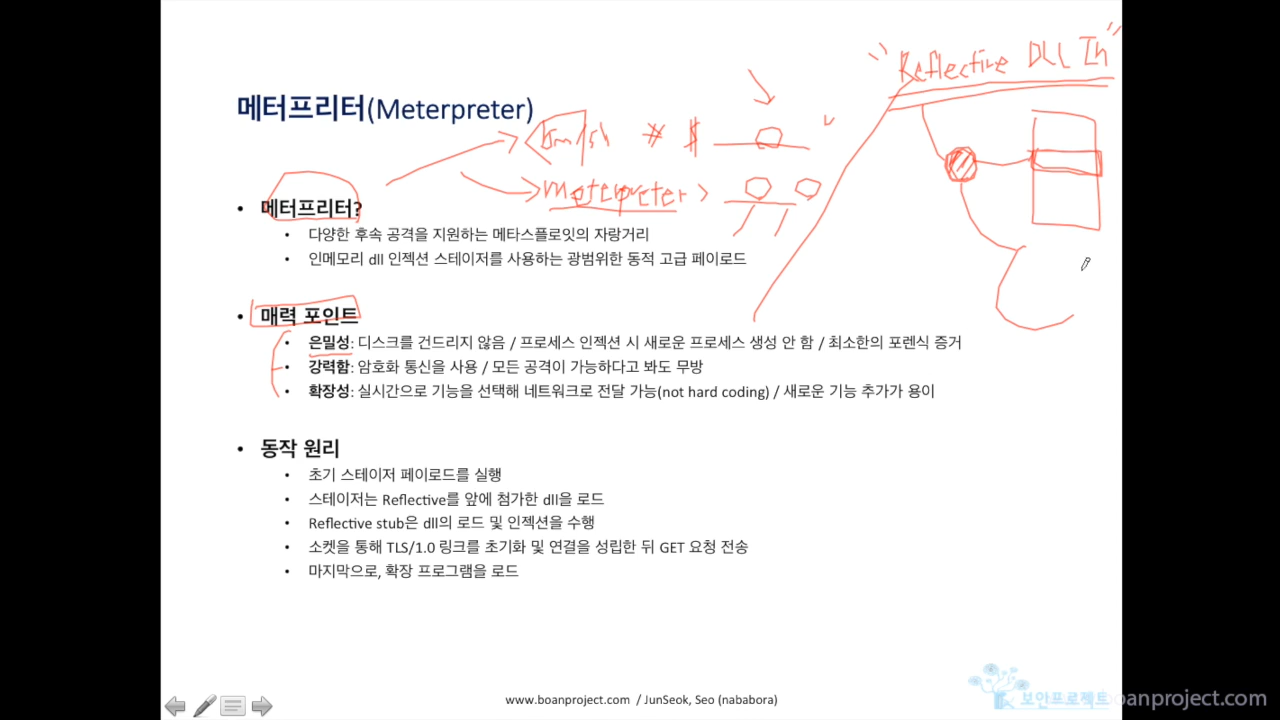 "Reflective Dll In"
메터프리터(Meterpreter)
# $
meterpreter >
• 메터프리터?
• 다양한 후속 공격을 지원하는 메타스플로잇의 자랑거리
• 인메모리 dll 인젝션 스테이저를 사용하는 광범위한 동적 고급 페이로드
• 매력 포인트
• 은밀성: 디스크를 건드리지 않음 / 프로세스 인젝션 시 새로운 프로세스 생성 안 함 / 최소한의 포렌식 증거
• 강력함: 암호화 통신을 사용 / 모든 공격이 가능하다고 봐도 무방
• 확장성: 실시간으로 기능을 선택해 네트워크로 전달 가능(not hard coding) / 새로운 기능 추가가 용이
• 동작 원리
• 초기 스테이저 페이로드를 실행
• 스테이저는 Reflective를 앞에 첨가한 dll을 로드
• Reflective stub은 dll의 로드 및 인젝션을 수행
• 소켓을 통해 TLS/1.0 링크를 초기화 및 연결을 성립한 뒤 GET 요청 전송
• 마지막으로, 확장 프로그램을 로드
www.boanproject.com / JunSeok, Seo (nababora)
보안프로젝트 boanproject.com